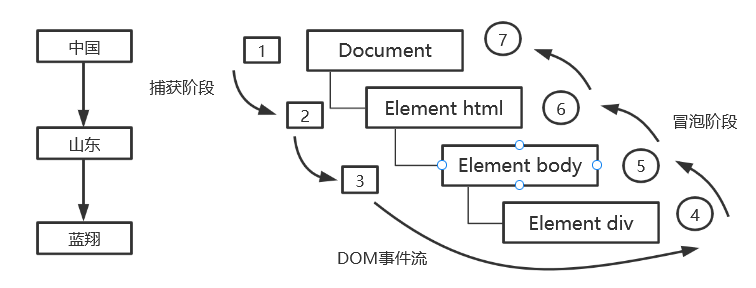 中国
山东
蓝翔
捕获阶段
1
Document
7
2
Element html
6
冒泡阶段
3
Element body
5
Element div
4
DOM事件流